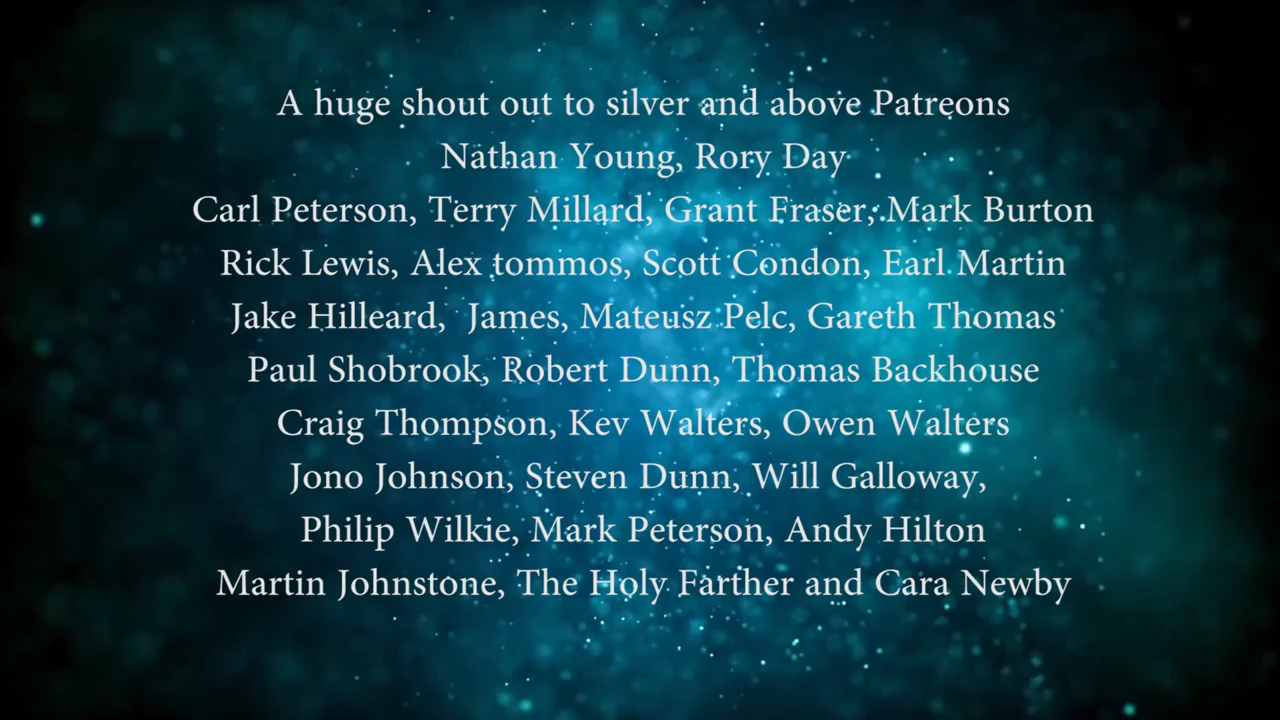 A huge shout out to silver and above Patreons
Nathan Young, Rory Day
Carl Peterson, Terry Millard, Grant Fraser, Mark Burton
Rick Lewis, Alex tommos, Scott Condon, Earl Martin
Jake Hilleard,  James, Mateusz Pelc, Gareth Thomas
Paul Shobrook, Robert Dunn, Thomas Backhouse
Craig Thompson, Kev Walters, Owen Walters
Jono Johnson, Steven Dunn, Will Galloway,
Philip Wilkie, Mark Peterson, Andy Hilton
Martin Johnstone, The Holy Farther and Cara Newby